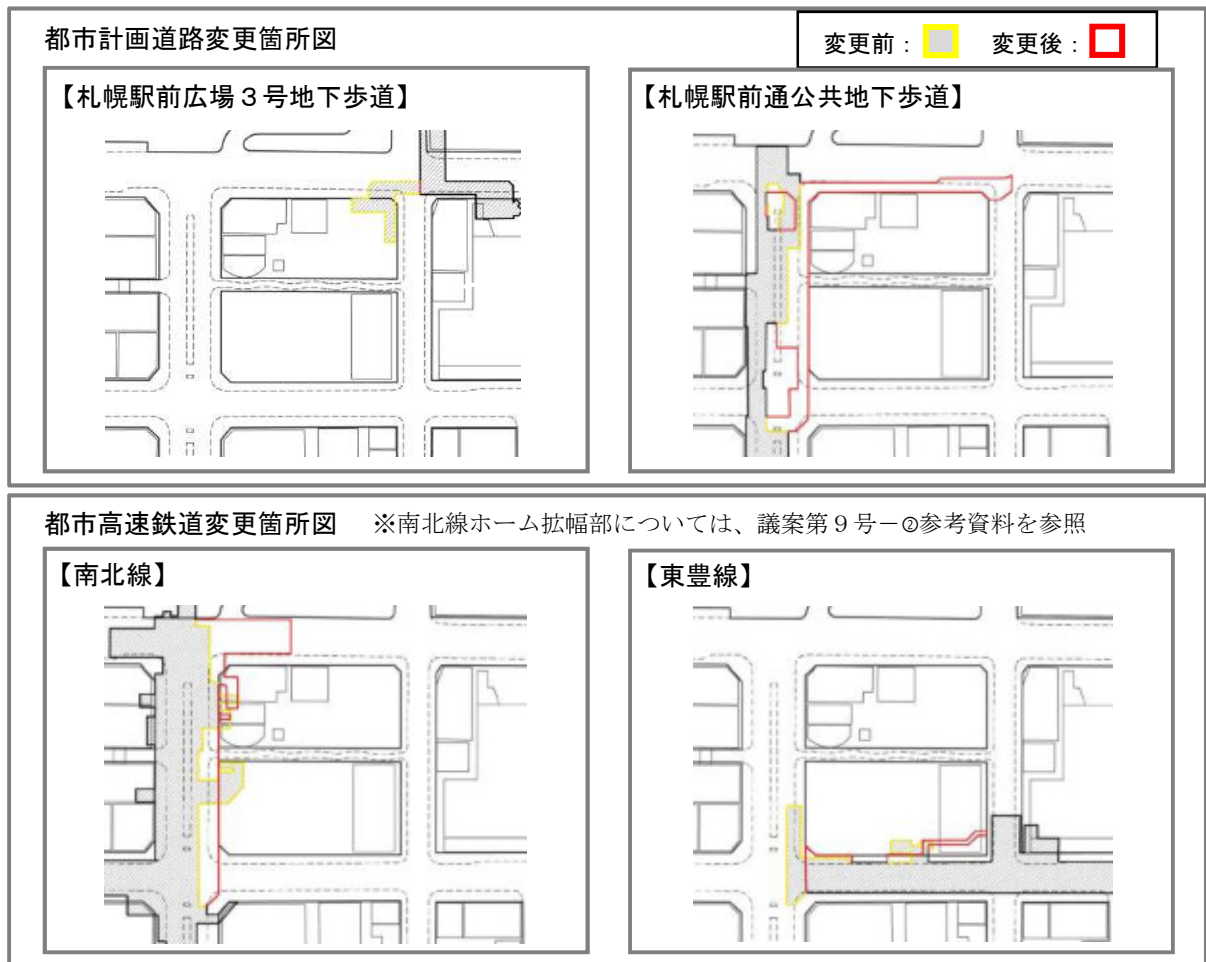 都市計画道路変更箇所図
変更前： 変更後：
【札幌駅前広場３号地下歩道】
【札幌駅前通公共地下歩道】
都市高速鉄道変更箇所図 ※南北線ホーム拡幅部については、議案第９号－②参考資料を参照
【南北線】
【東豊線】